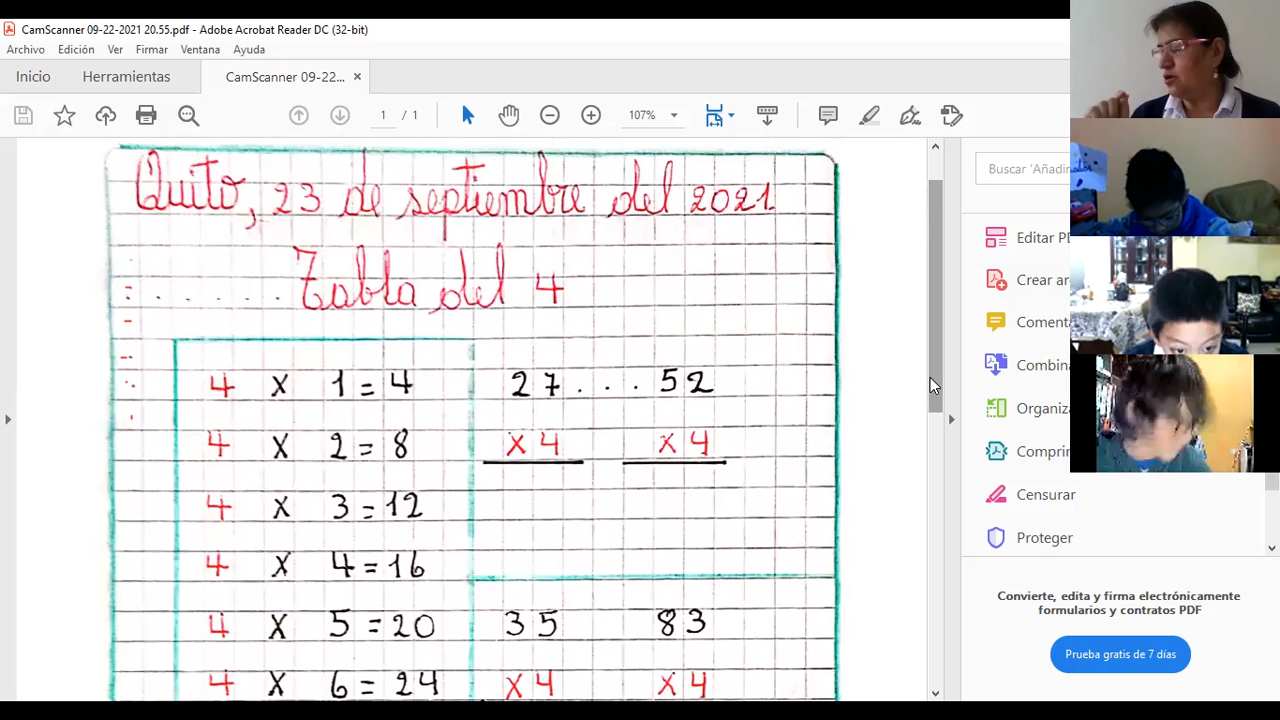 CamScanner 09-22-2021 20.55.pdf - Adobe Acrobat Reader DC (32-bit)
Archivo Edición Ver Firmar Ventana Ayuda
Inicio Herramientas CamScanner 09-22... ×
1 / 1 107%
Buscar 'Añadir
Editar PD
Crear ar
Comenta
Combina
Organiza
Comprir
Censurar
Proteger
Convierte, edita y firma electrónicamente
formularios y contratos PDF
Prueba gratis de 7 días
Quito, 23 de septiembre del 2021
Tabla del 4
4 x 1 = 4
4 x 2 = 8
4 x 3 = 12
4 x 4 = 16
4 x 5 = 20
4 x 6 = 24
27 . . . 52
x 4 x 4
35 83
x 4 x 4